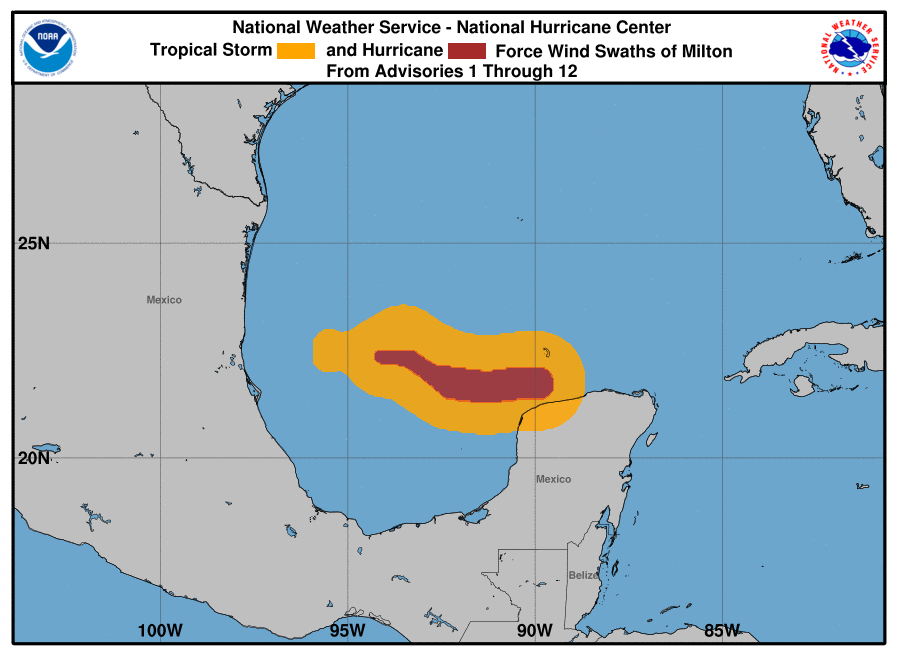 National Weather Service - National Hurricane Center
Tropical Storm and Hurricane Force Wind Swaths of Milton
From Advisories 1 Through 12
NOAA
NATIONAL WEATHER SERVICE
25N
Mexico
20N
Mexico
Belize
100W 95W 90W 85W